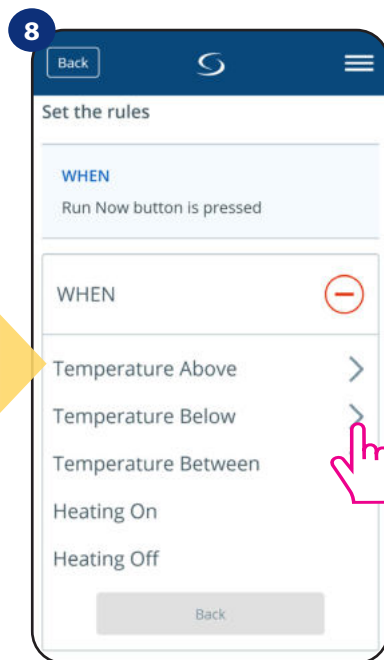 8
Back
Set the rules
WHEN
Run Now button is pressed
WHEN
Temperature Above
Temperature Below
Temperature Between
Heating On
Heating Off
Back